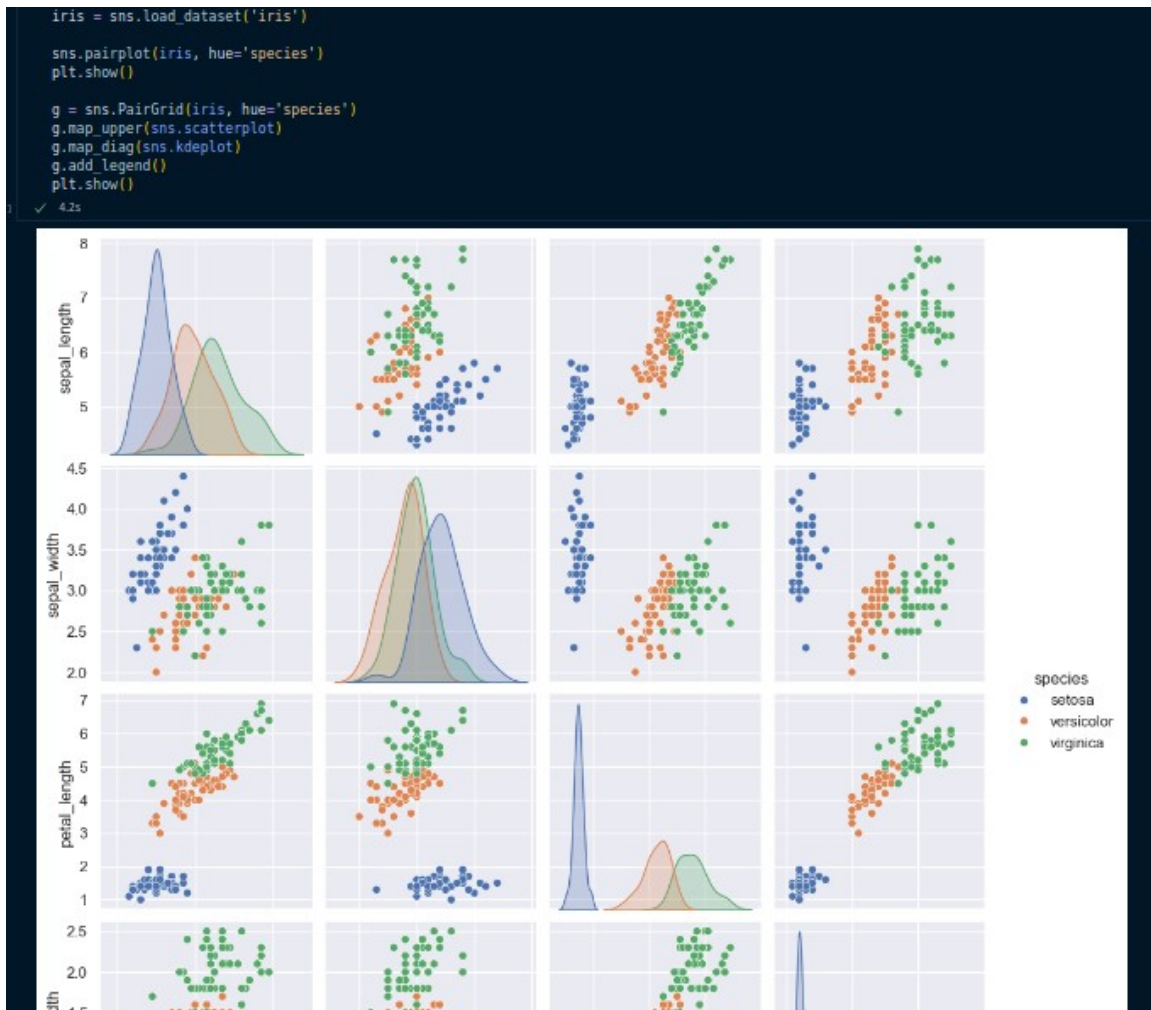 iris = sns.load_dataset('iris')
sns.pairplot(iris, hue='species')
plt.show()
g = sns.PairGrid(iris, hue='species')
g.map_upper(sns.scatterplot)
g.map_diag(sns.kdeplot)
g.add_legend()
plt.show()
✓ 4.2s
8
7
6
5
sepal_length
4.5
4.0
3.5
3.0
2.5
2.0
sepal_width
species
setosa
versicolor
virginica
7
6
5
4
3
2
1
petal_length
2.5
2.0